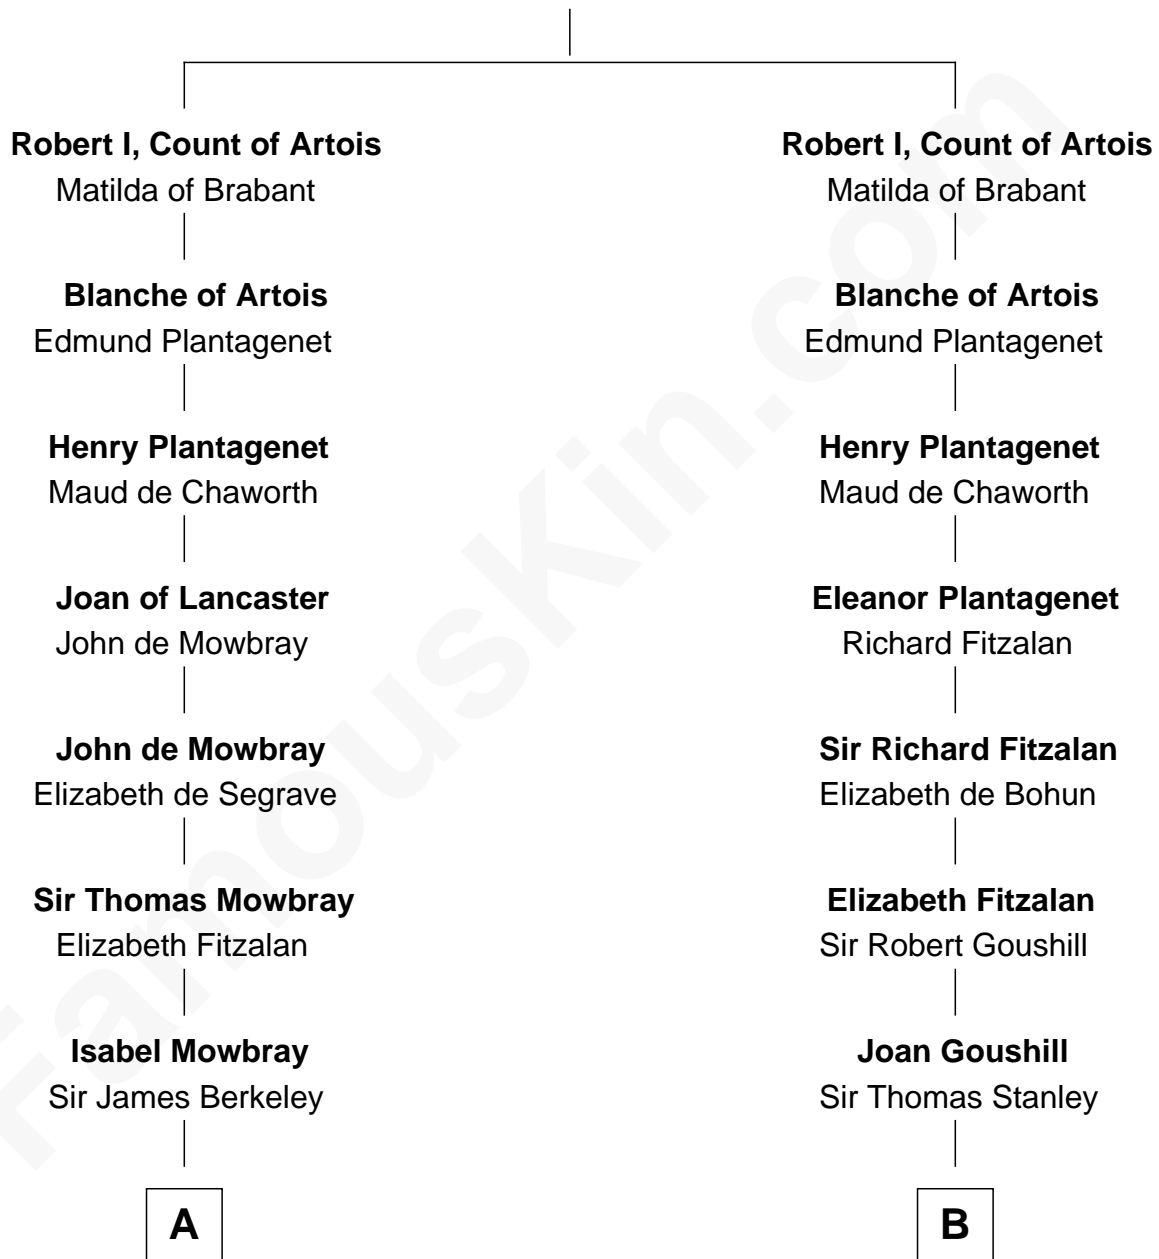 Robert I, Count of Artois
Matilda of Brabant
Blanche of Artois
Edmund Plantagenet
Henry Plantagenet
Maud de Chaworth
Joan of Lancaster
John de Mowbray
John de Mowbray
Elizabeth de Segrave
Sir Thomas Mowbray
Elizabeth Fitzalan
Isabel Mowbray
Sir James Berkeley
A
Robert I, Count of Artois
Matilda of Brabant
Blanche of Artois
Edmund Plantagenet
Henry Plantagenet
Maud de Chaworth
Eleanor Plantagenet
Richard Fitzalan
Sir Richard Fitzalan
Elizabeth de Bohun
Elizabeth Fitzalan
Sir Robert Goushill
Joan Goushill
Sir Thomas Stanley
B
FamousKin.com